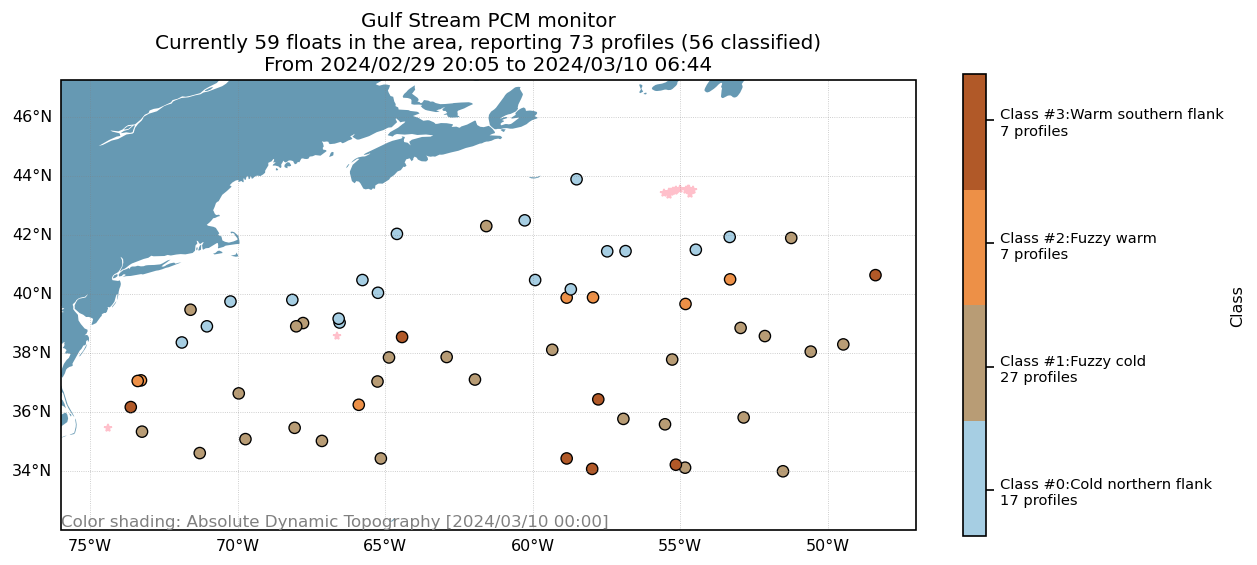 Gulf Stream PCM monitor
Currently 59 floats in the area, reporting 73 profiles (56 classified)
From 2024/02/29 20:05 to 2024/03/10 06:44
46°N
44°N
42°N
40°N
38°N
36°N
34°N
75°W
70°W
65°W
60°W
55°W
50°W
Color shading: Absolute Dynamic Topography [2024/03/10 00:00]
Class #3:Warm southern flank
7 profiles
Class #2:Fuzzy warm
7 profiles
Class #1:Fuzzy cold
27 profiles
Class #0:Cold northern flank
17 profiles
Class